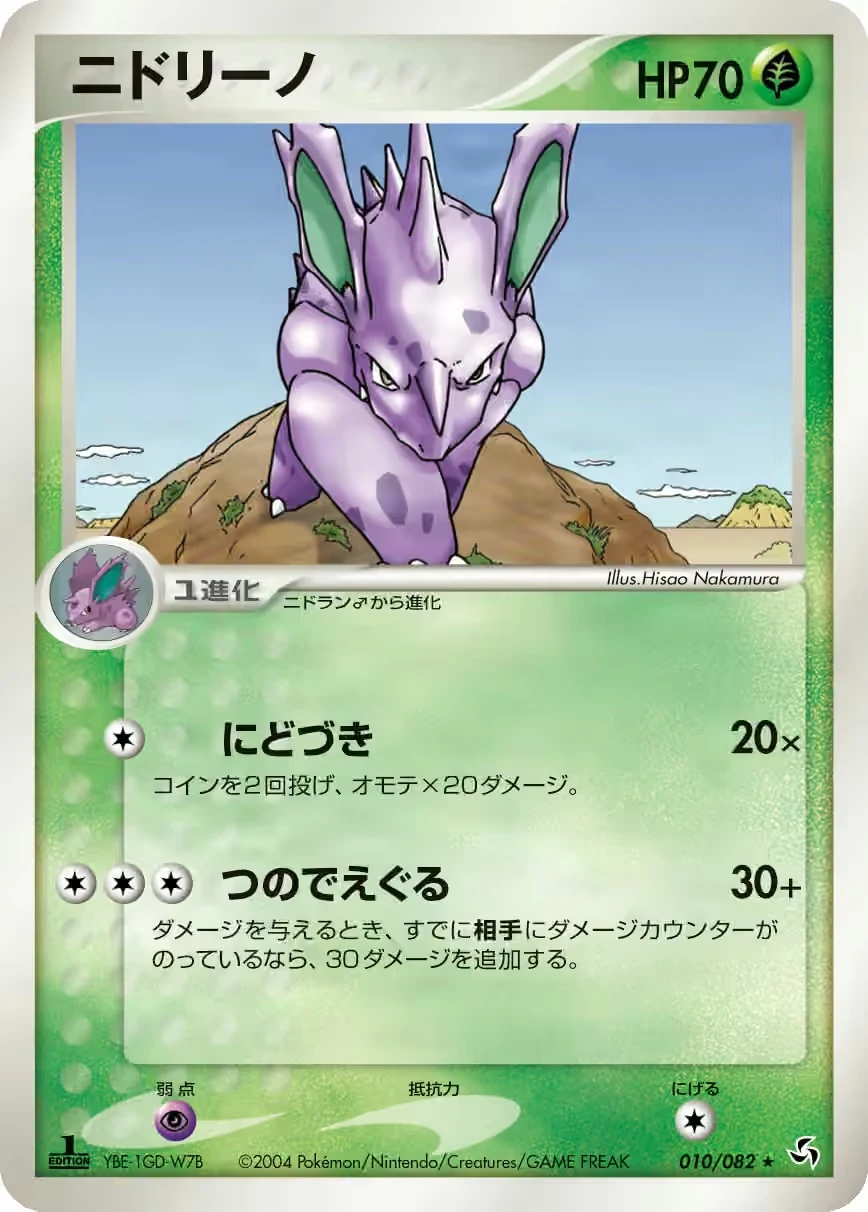 ニドリーノ
HP70
1進化
ニドラン♂から進化
Illus.Hisao Nakamura
にどづき 20×
コインを2回投げ、オモテ×20ダメージ。
つのでえぐる 30+
ダメージを与えるとき、すでに相手にダメージカウンターが
のっているなら、30ダメージを追加する。
弱点 抵抗力 にげる
1 EDITION YBE-1GD-W7B ©2004 Pokémon/Nintendo/Creatures/GAME FREAK 010/082 ★